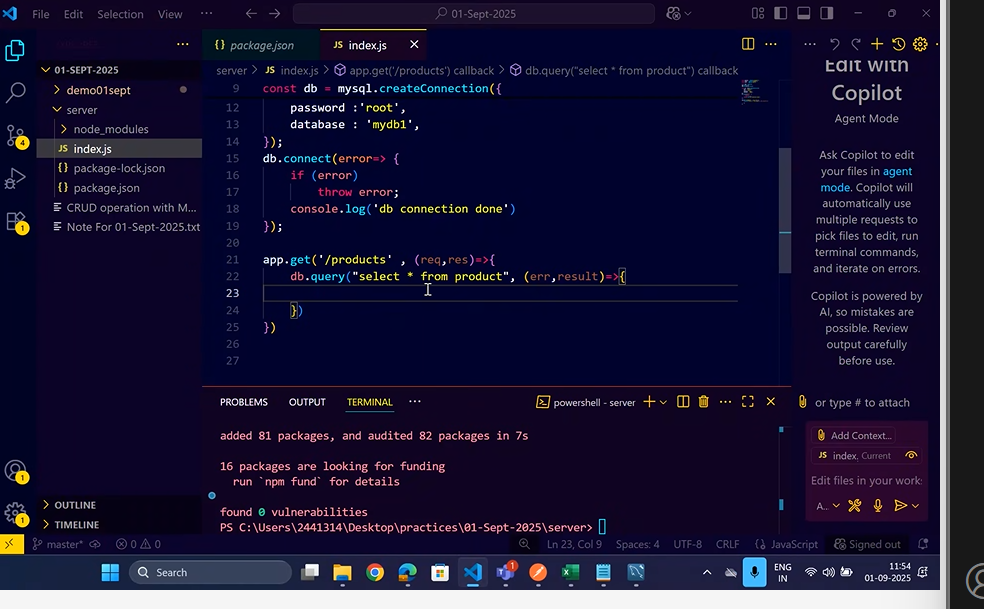 File Edit Selection View ··· 01-Sept-2025
package.json
JS index.js
server > JS index.js > app.get('/products') callback > db.query("select * from product") callback
01-SEPT-2025
demo01sept
server
node_modules
JS index.js
package-lock.json
package.json
CRUD operation with M...
Note For 01-Sept-2025.txt
OUTLINE
TIMELINE
9 const db = mysql.createConnection({
12 password :'root',
13 database : 'mydb1',
14 });
15 db.connect(error=> {
16 if (error)
17 throw error;
18 console.log('db connection done')
19 });
20
21 app.get('/products' , (req,res)=>{
22 db.query("select * from product", (err,result)=>{
23
24 })
25 })
26
27
PROBLEMS OUTPUT TERMINAL ··· powershell - server
added 81 packages, and audited 82 packages in 7s
16 packages are looking for funding
run `npm fund` for details
found 0 vulnerabilities
PS C:\Users\2441314\Desktop\practices\01-Sept-2025\server>
Edit with
Copilot
Agent Mode
Ask Copilot to edit
your files in agent
mode. Copilot will
automatically use
multiple requests to
pick files to edit, run
terminal commands,
and iterate on errors.
Copilot is powered by
AI, so mistakes are
possible. Review
output carefully
before use.
or type # to attach
Add Context...
JS index. Current
Edit files in your works
A...
4
1
1
1
master* 0 0 Ln 23, Col 9 Spaces: 4 UTF-8 CRLF {} JavaScript Signed out
Search
1
ENG
IN
11:54
01-09-2025